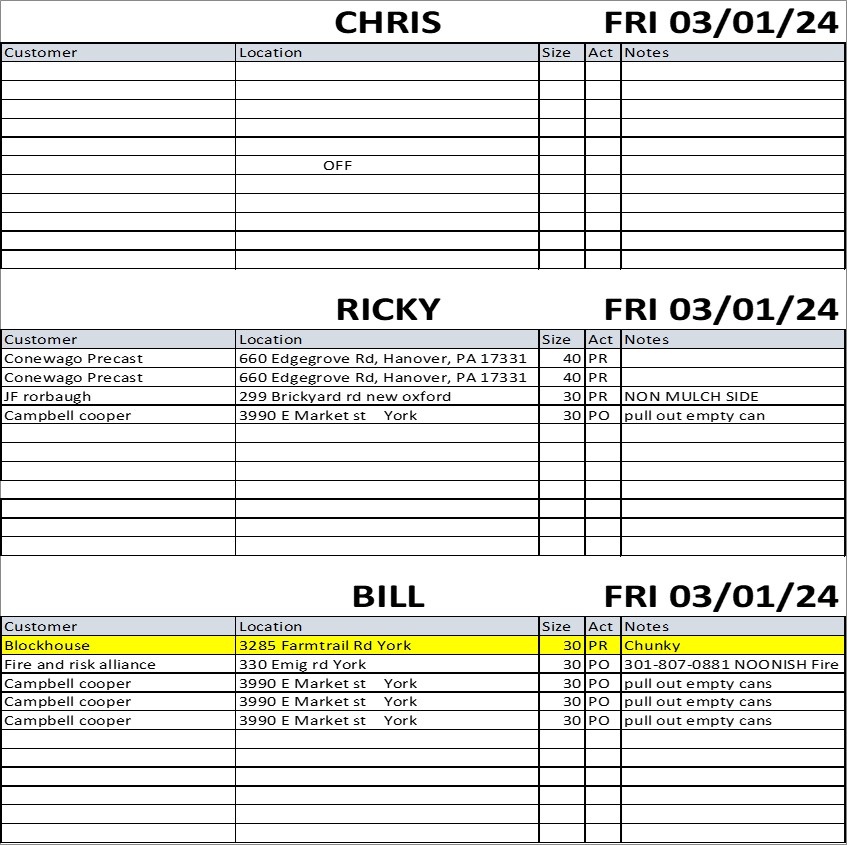 CHRIS FRI 03/01/24
Customer Location Size Act Notes
OFF
RICKY FRI 03/01/24
Customer Location Size Act Notes
Conewago Precast 660 Edgegrove Rd, Hanover, PA 17331 40 PR
Conewago Precast 660 Edgegrove Rd, Hanover, PA 17331 40 PR
JF rorbaugh 299 Brickyard rd new oxford 30 PR NON MULCH SIDE
Campbell cooper 3990 E Market st York 30 PO pull out empty can
BILL FRI 03/01/24
Customer Location Size Act Notes
Blockhouse 3285 Farmtrail Rd York 30 PR Chunky
Fire and risk alliance 330 Emig rd York 30 PO 301-807-0881 NOONISH Fire
Campbell cooper 3990 E Market st York 30 PO pull out empty cans
Campbell cooper 3990 E Market st York 30 PO pull out empty cans
Campbell cooper 3990 E Market st York 30 PO pull out empty cans